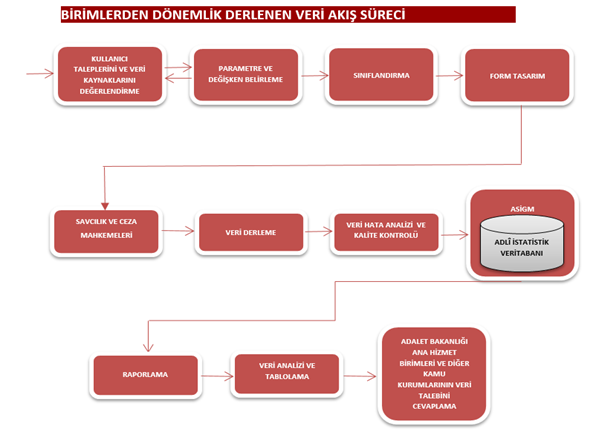 BİRİMLERDEN DÖNEMLİK DERLENEN VERİ AKIŞ SÜRECİ
KULLANICI
TALEPLERİNİ VE VERİ
KAYNAKLARINI
DEĞERLENDİRME
PARAMETRE VE
DEĞİŞKEN BELİRLEME
SINIFLANDIRMA
FORM TASARIM
SAVCILIK VE CEZA
MAHKEMELERİ
VERİ DERLEME
VERİ HATA ANALİZİ VE
KALİTE KONTROLÜ
ASİGM
ADLİ İSTATİSTİK
VERİTABANI
RAPORLAMA
VERİ ANALİZİ VE
TABLOLAMA
ADALET BAKANLIĞI
ANA HİZMET
BİRİMLERİ VE DİĞER
KAMU
KURUMLARININ VERİ
TALEBİNİ
CEVAPLAMA